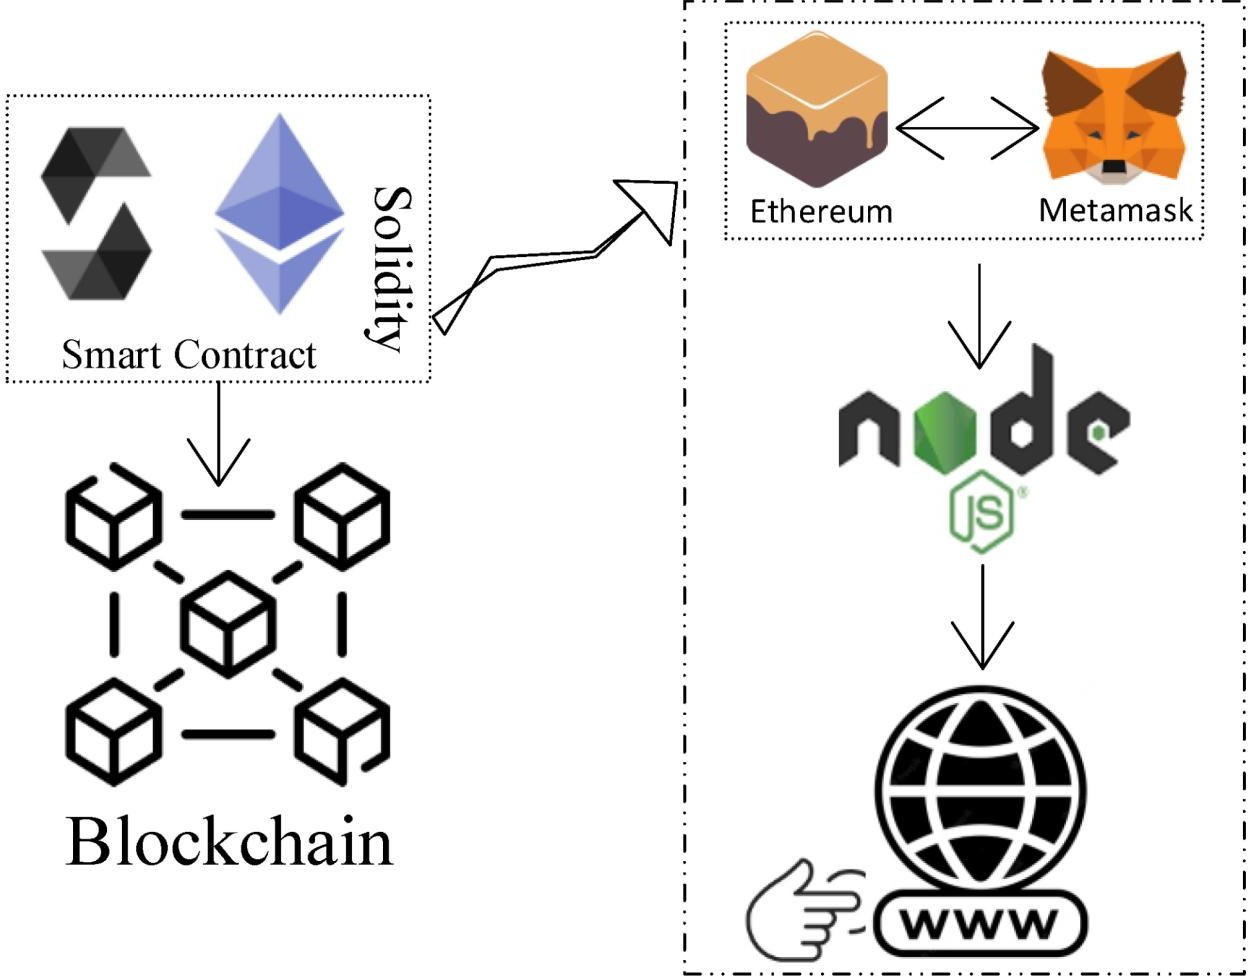 Smart Contract
Solidity
Blockchain
Ethereum
Metamask
node
JS
®
WWW